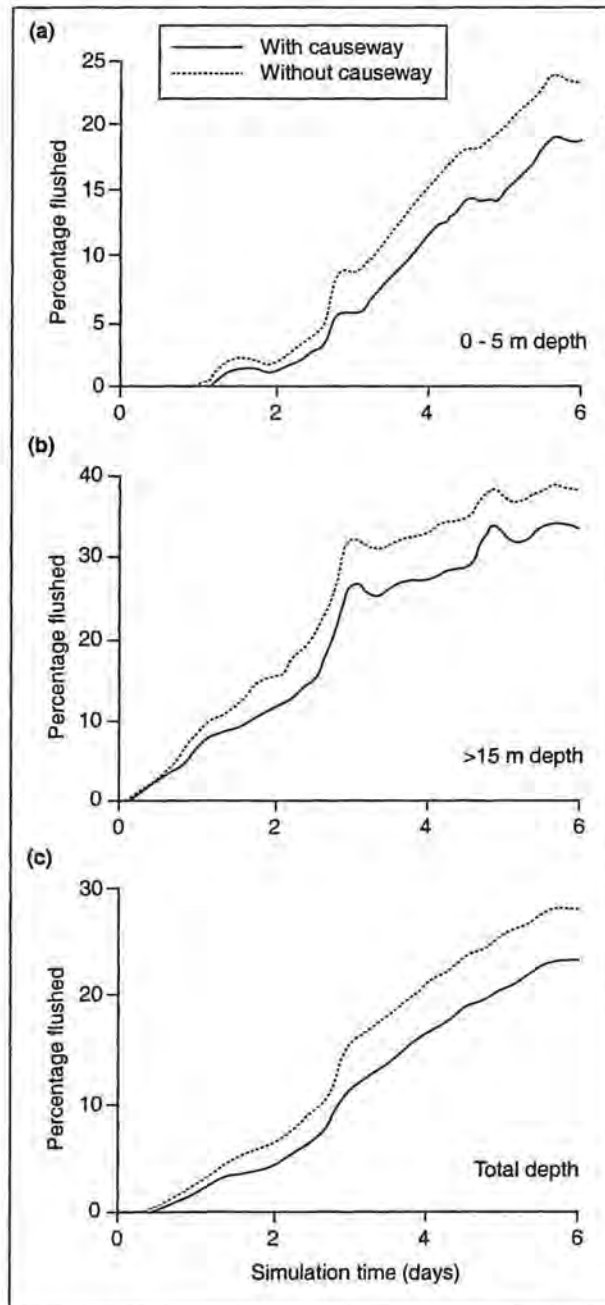 (a)
With causeway
Without causeway
25
20
15
10
5
0
Percentage flushed
0 - 5 m depth
0 2 4 6
(b)
40
30
20
10
0
Percentage flushed
>15 m depth
0 2 4 6
(c)
30
20
10
0
Percentage flushed
Total depth
0 2 4 6
Simulation time (days)